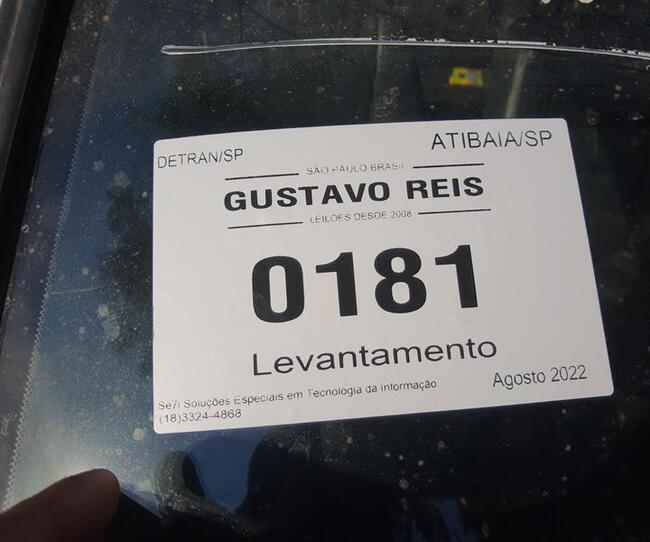 DETRAN/SP
ATIBAIA/SP
SÃO PAULO BRASIL
GUSTAVO REIS
LEILÕES DESDE 2008
0181
Levantamento
Se7i Soluções Especiais em Tecnologia da Informação
(18)3324-4868
Agosto 2022